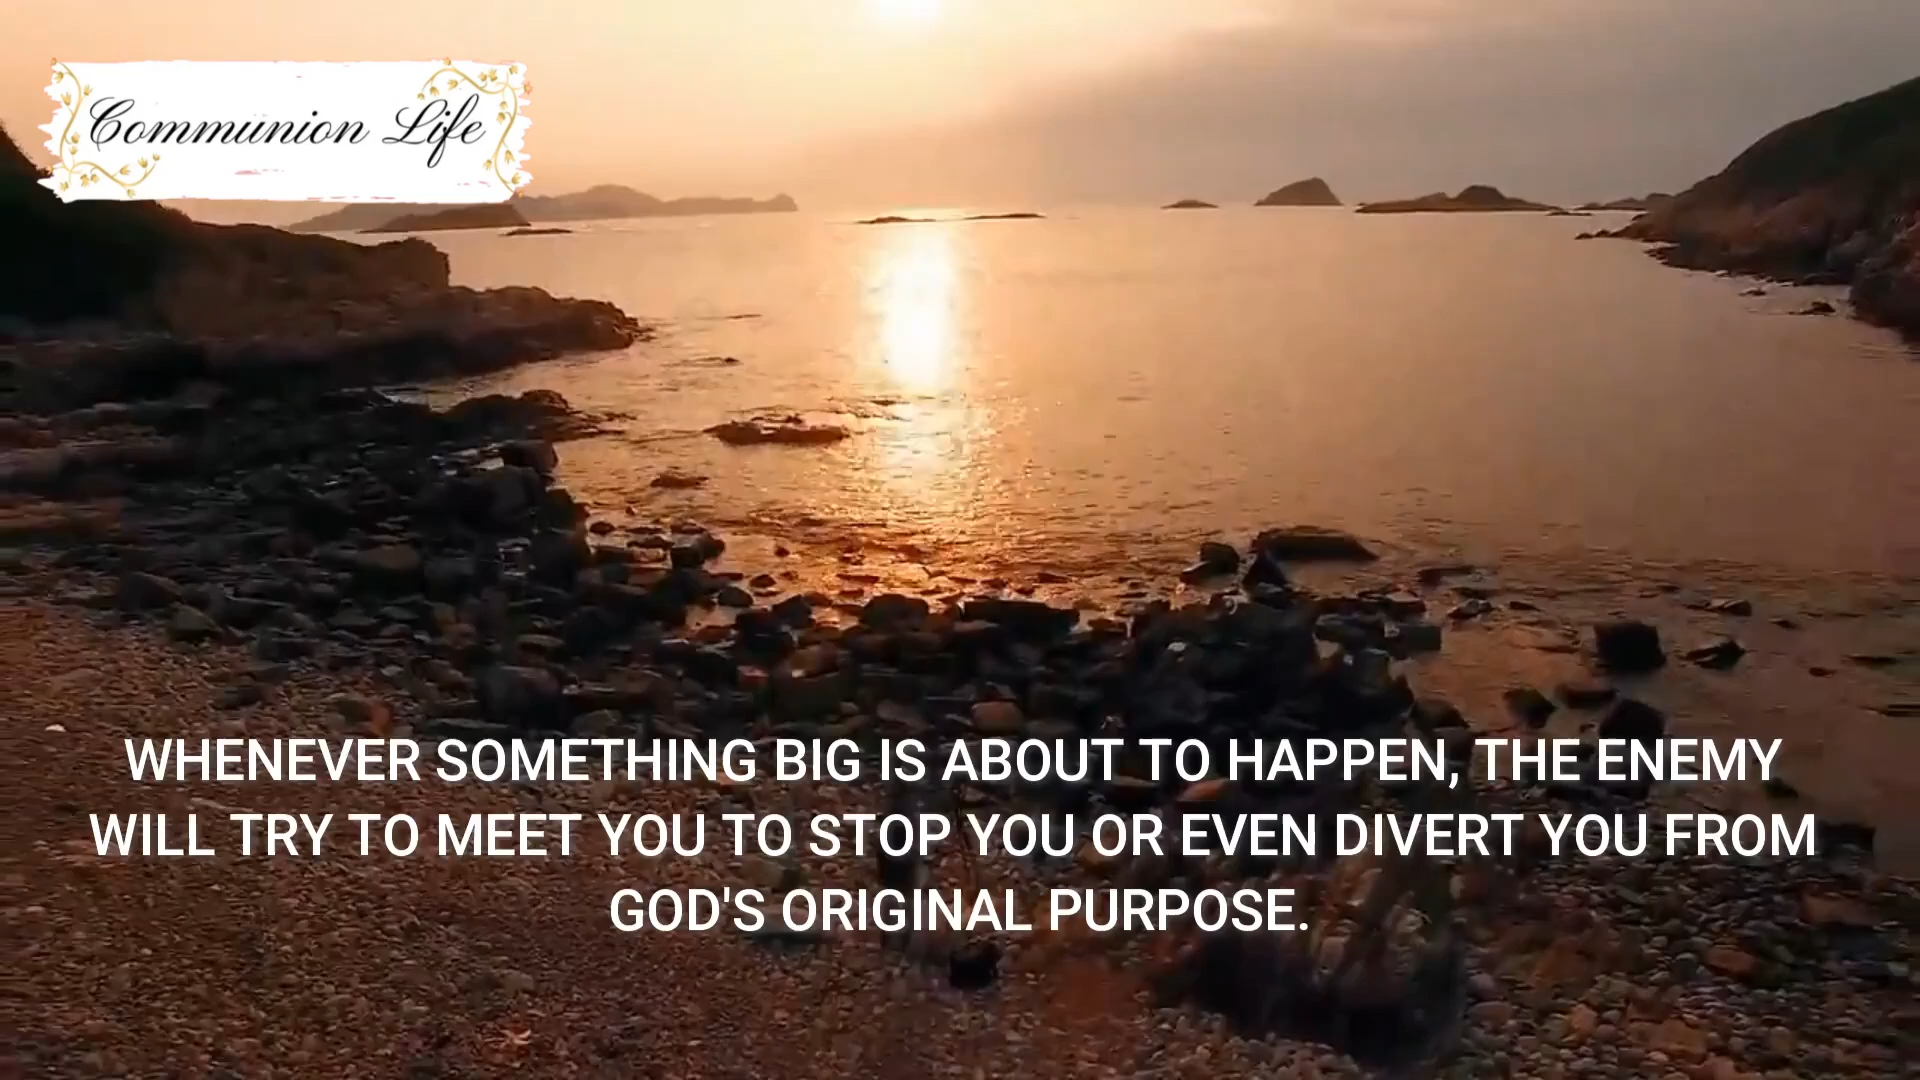 Communion Life
WHENEVER SOMETHING BIG IS ABOUT TO HAPPEN, THE ENEMY
WILL TRY TO MEET YOU TO STOP YOU OR EVEN DIVERT YOU FROM
GOD'S ORIGINAL PURPOSE.